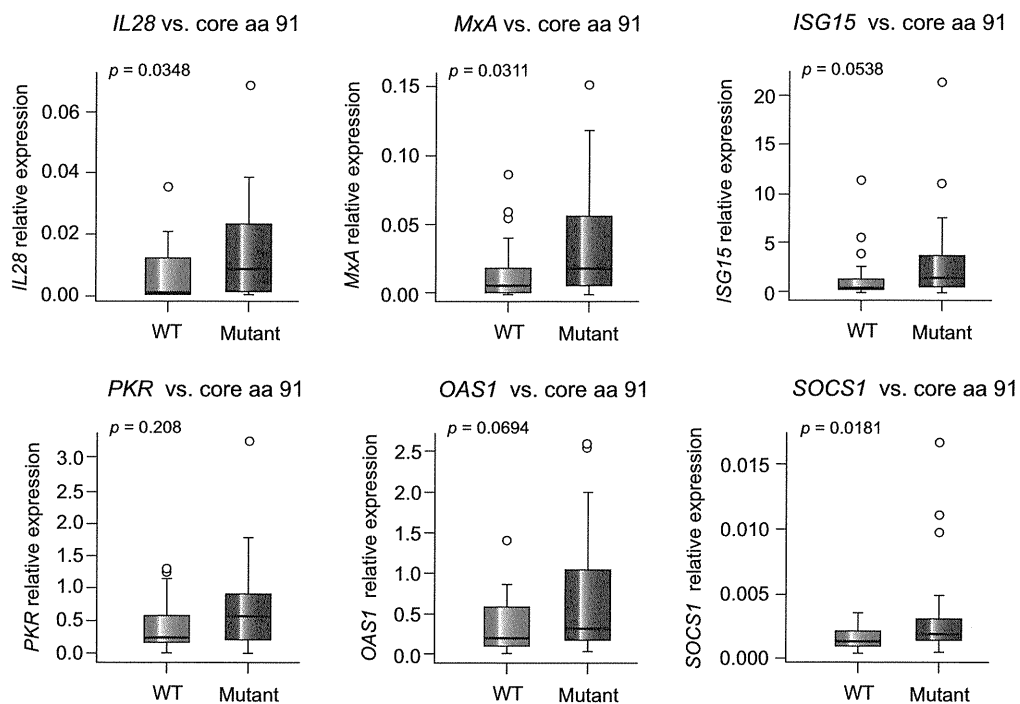 IL28 vs. core aa 91
p = 0.0348
IL28 relative expression
0.06
0.04
0.02
0.00
WT
Mutant
MxA vs. core aa 91
p = 0.0311
MxA relative expression
0.15
0.10
0.05
0.00
WT
Mutant
ISG15 vs. core aa 91
p = 0.0538
ISG15 relative expression
20
15
10
5
0
WT
Mutant
PKR vs. core aa 91
p = 0.208
PKR relative expression
3.0
2.5
2.0
1.5
1.0
0.5
0.0
WT
Mutant
OAS1 vs. core aa 91
p = 0.0694
OAS1 relative expression
2.5
2.0
1.5
1.0
0.5
0.0
WT
Mutant
SOCS1 vs. core aa 91
p = 0.0181
SOCS1 relative expression
0.015
0.010
0.005
0.000
WT
Mutant